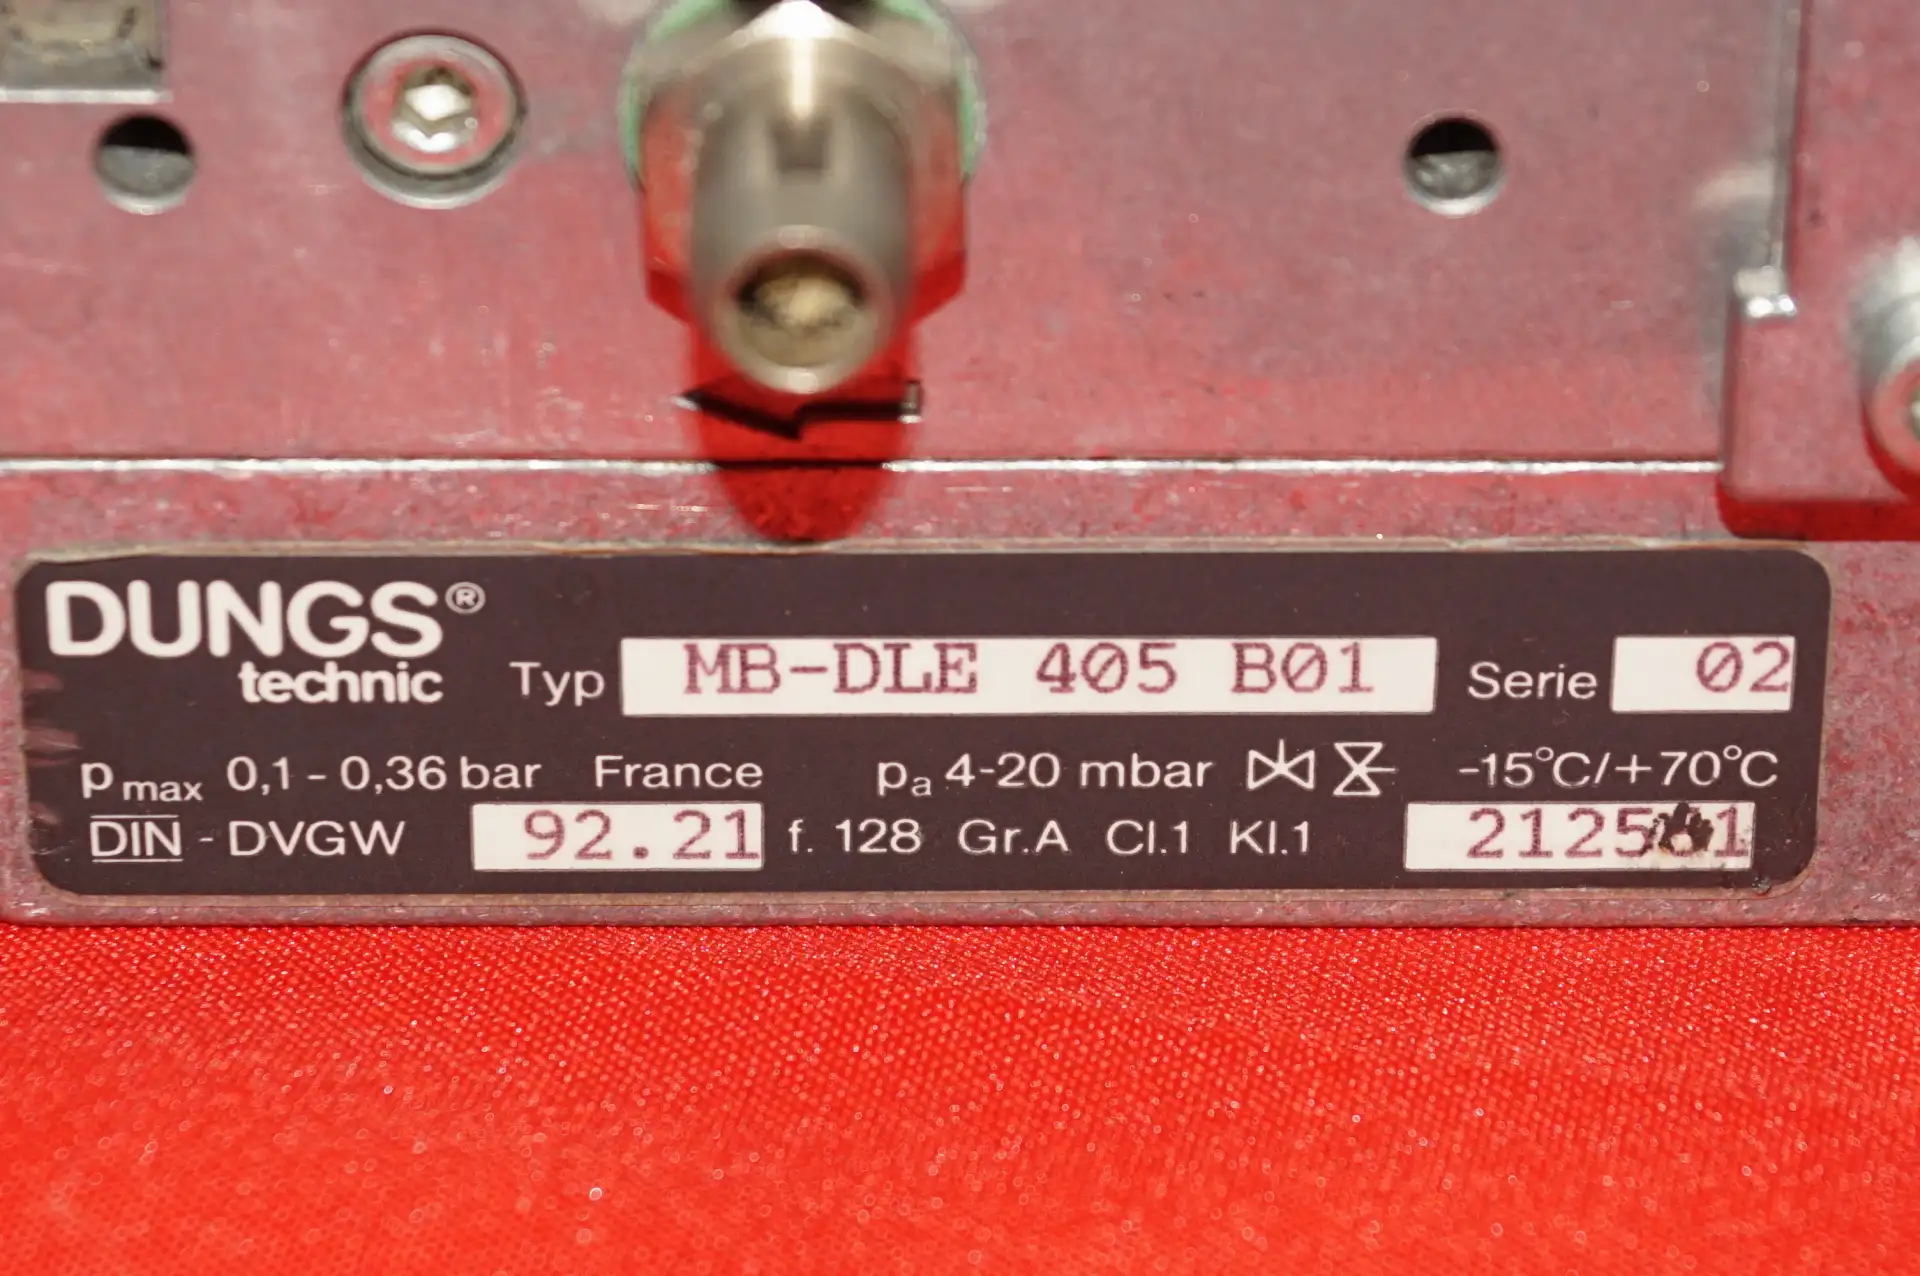 DUNGS®
technic
Typ MB-DLE 405 B01 Serie 02
pmax 0,1 - 0,36 bar France pa 4-20 mbar -15°C/+70°C
DIN - DVGW 92.21 f. 128 Gr.A Cl.1 Kl.1